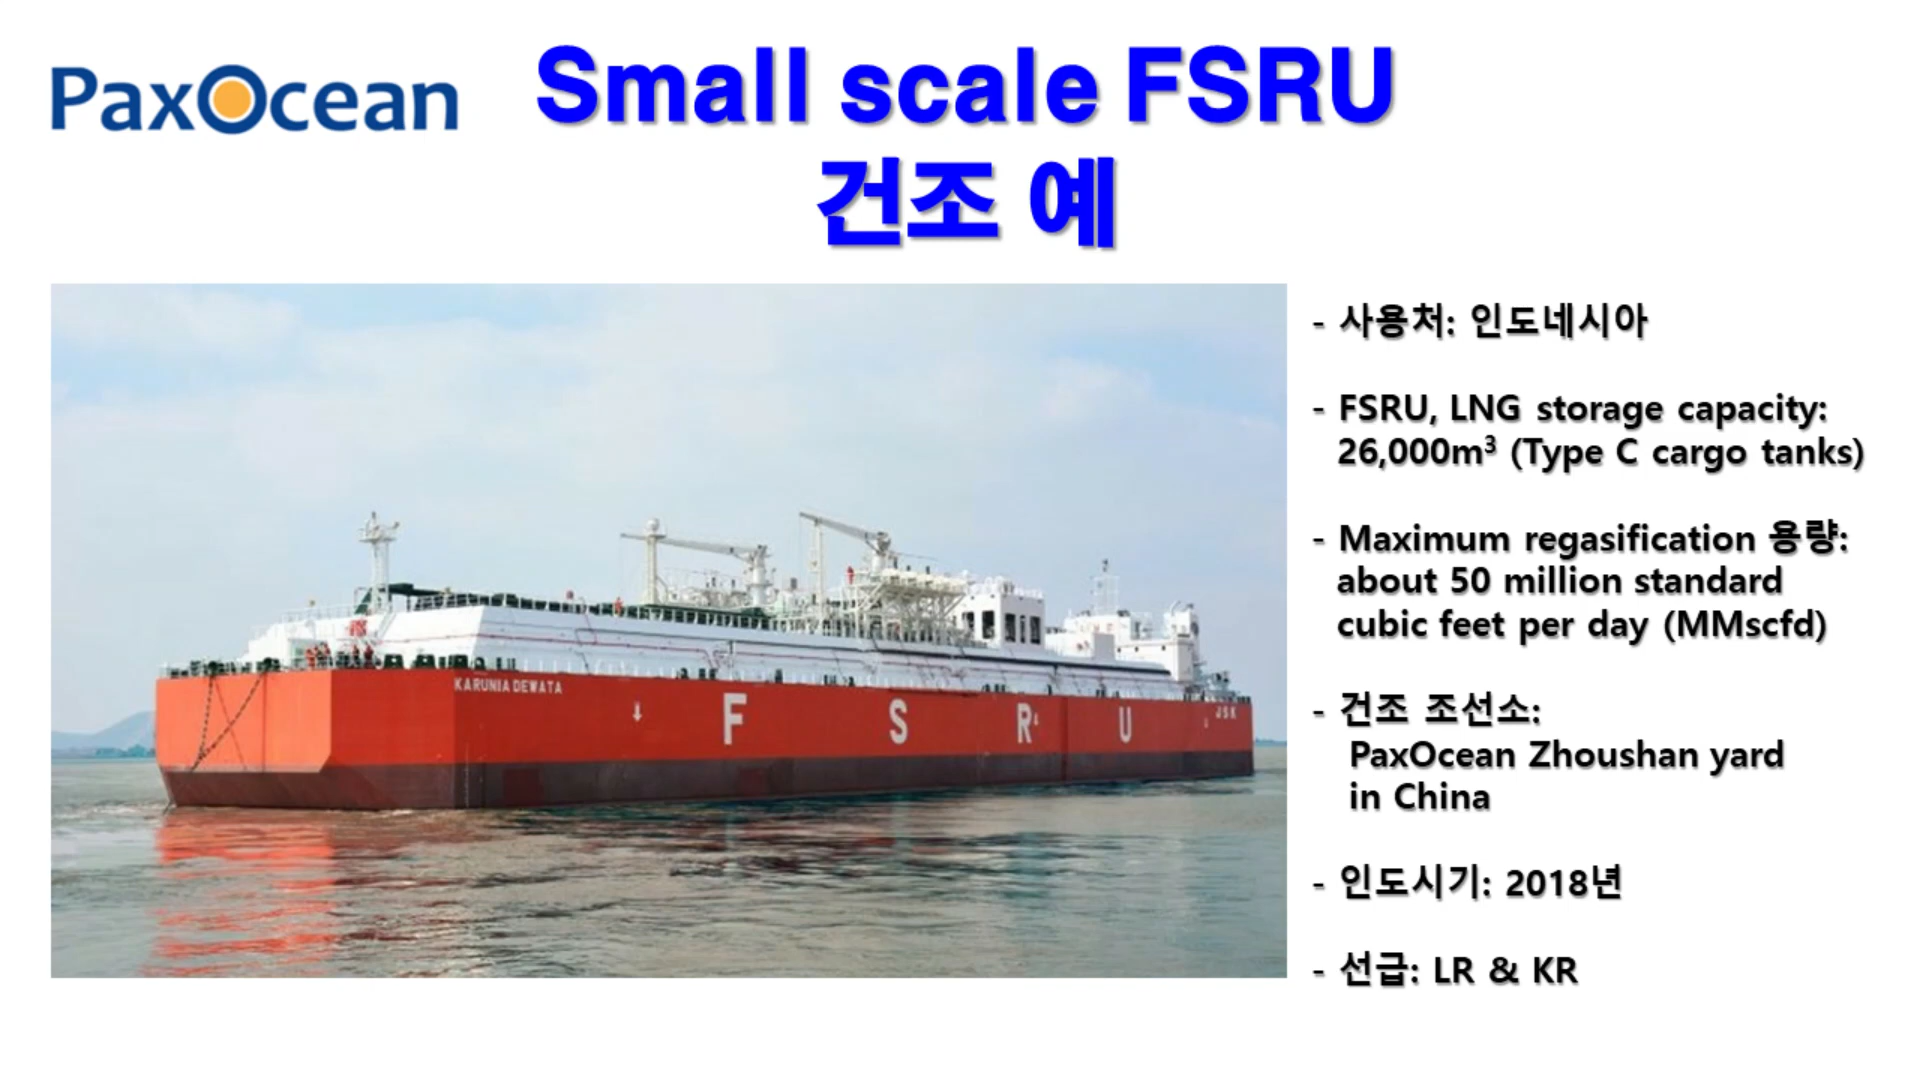 PaxOcean
Small scale FSRU
건조 예
KARUNIA DEWATA
F S R U
JSK
- 사용처: 인도네시아
- FSRU, LNG storage capacity:
26,000m³ (Type C cargo tanks)
- Maximum regasification 용량:
about 50 million standard
cubic feet per day (MMscfd)
- 건조 조선소:
PaxOcean Zhoushan yard
in China
- 인도시기: 2018년
- 선급: LR & KR